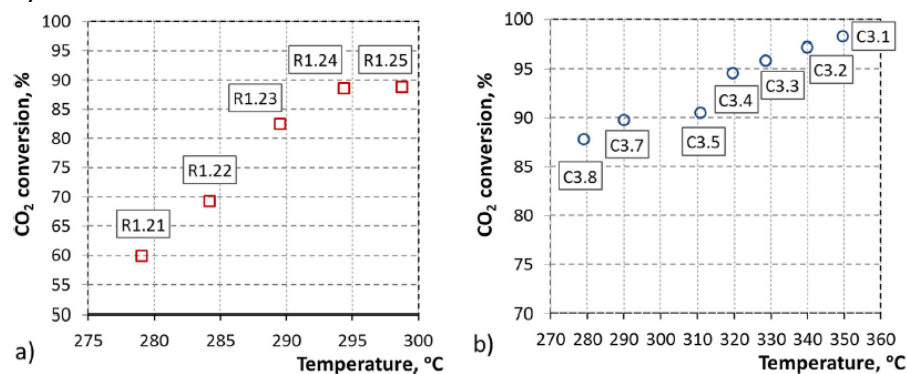 CO₂ conversion, %
100
95
90
85
80
75
70
65
60
55
50
R1.21
R1.22
R1.23
R1.24
R1.25
275 280 285 290 295 300
a)
Temperature, °C
b)
CO₂ conversion, %
100
95
90
85
80
75
70
C3.8
C3.7
C3.5
C3.4
C3.3
C3.2
C3.1
270 280 290 300 310 320 330 340 350 360
Temperature, °C